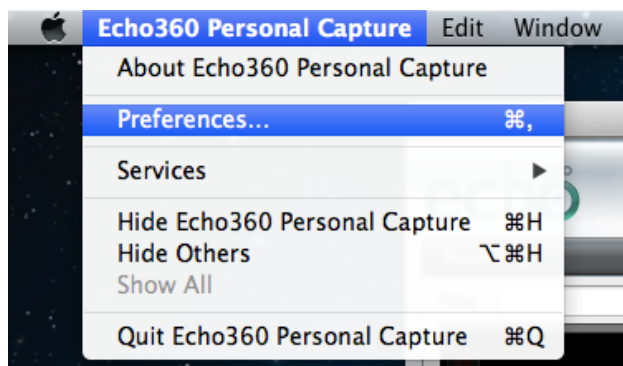 Echo360 Personal Capture Edit Window
About Echo360 Personal Capture
Preferences... ⌘,
Services ▶
Hide Echo360 Personal Capture ⌘H
Hide Others ⌥⌘H
Show All
Quit Echo360 Personal Capture ⌘Q